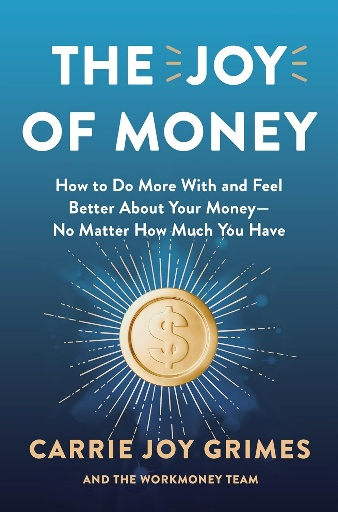 THE JOY
OF MONEY
How to Do More With and Feel
Better About Your Money—
No Matter How Much You Have
$
CARRIE JOY GRIMES
AND THE WORKMONEY TEAM